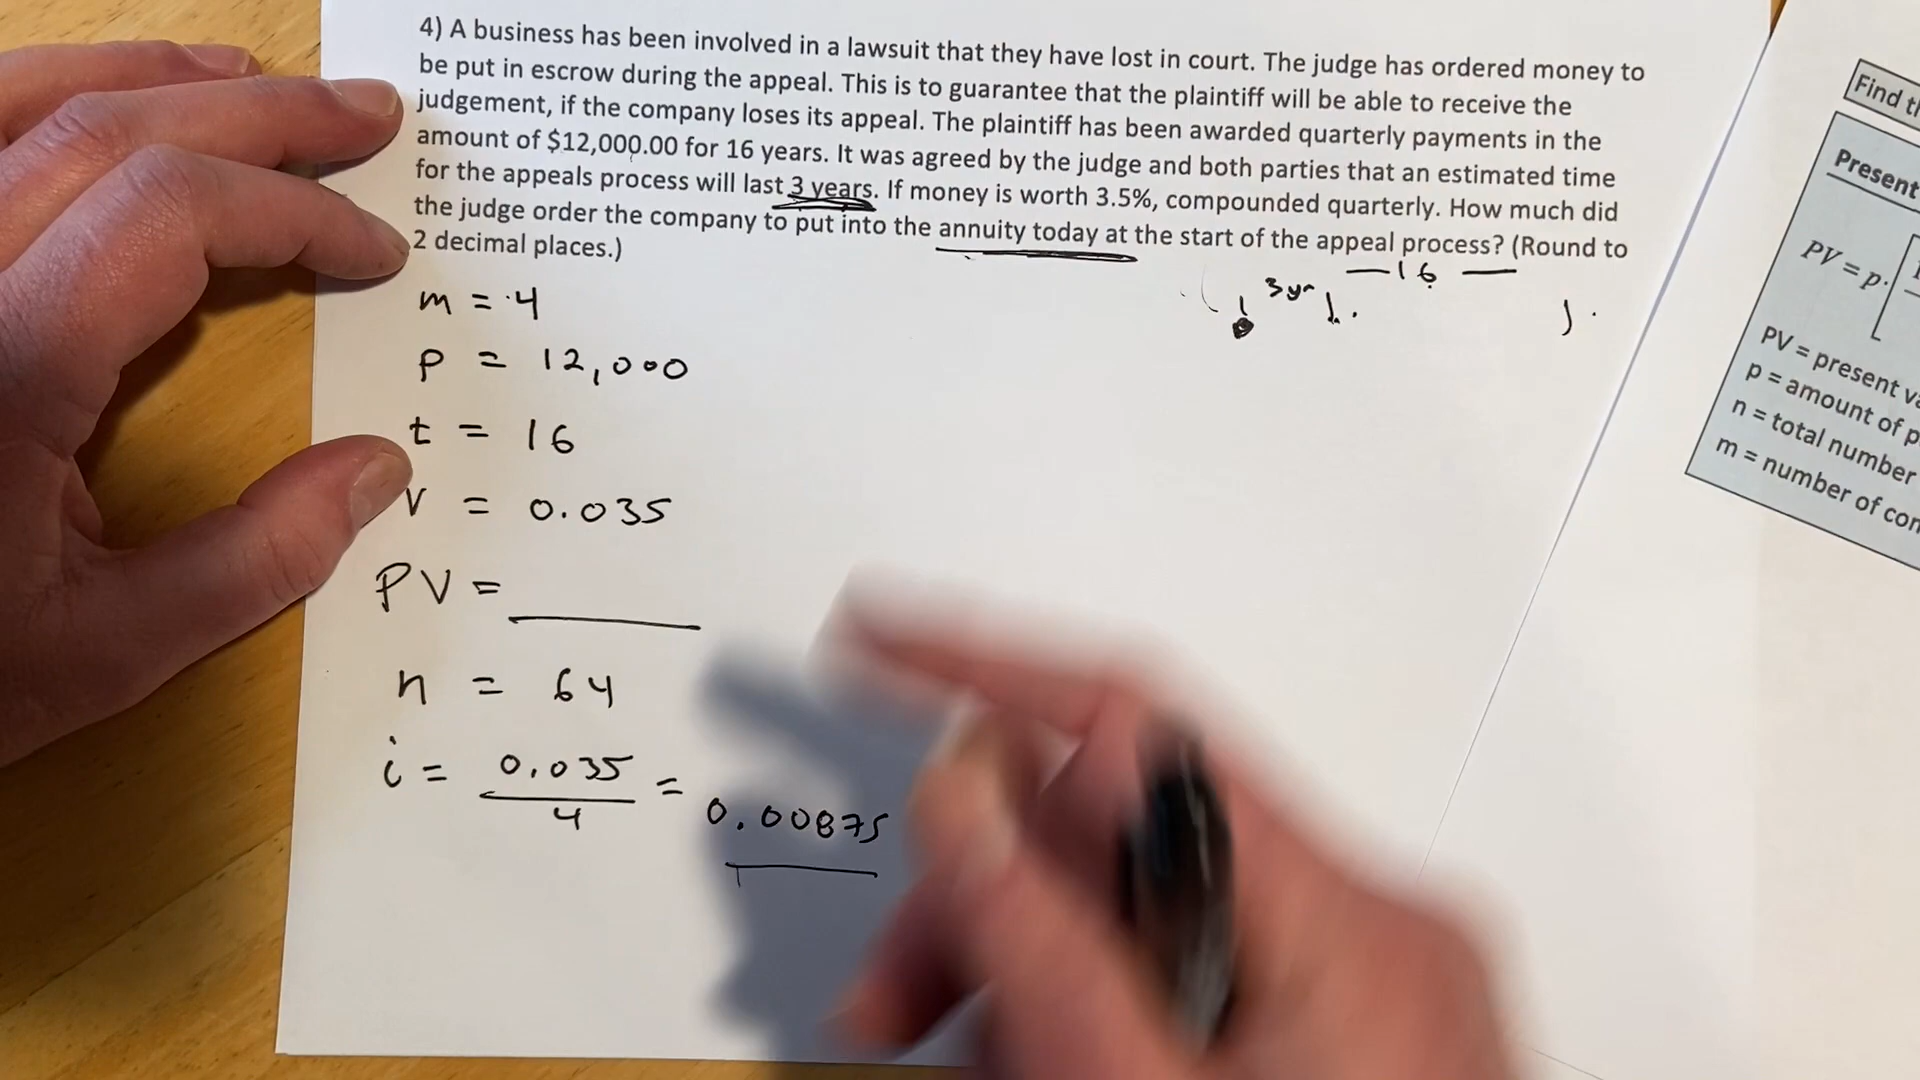 4) A business has been involved in a lawsuit that they have lost in court. The judge has ordered money to
be put in escrow during the appeal. This is to guarantee that the plaintiff will be able to receive the
judgement, if the company loses its appeal. The plaintiff has been awarded quarterly payments in the
amount of $12,000.00 for 16 years. It was agreed by the judge and both parties that an estimated time
for the appeals process will last 3 years. If money is worth 3.5%, compounded quarterly. How much did
the judge order the company to put into the annuity today at the start of the appeal process? (Round to
2 decimal places.)
3yr 16
m = 4
P = 12,000
t = 16
r = 0.035
PV =
n = 64
i = 0.035 / 4 = 0.00875
Find
Present
PV = p·
PV = present
p = amount of
n = total number
m = number of